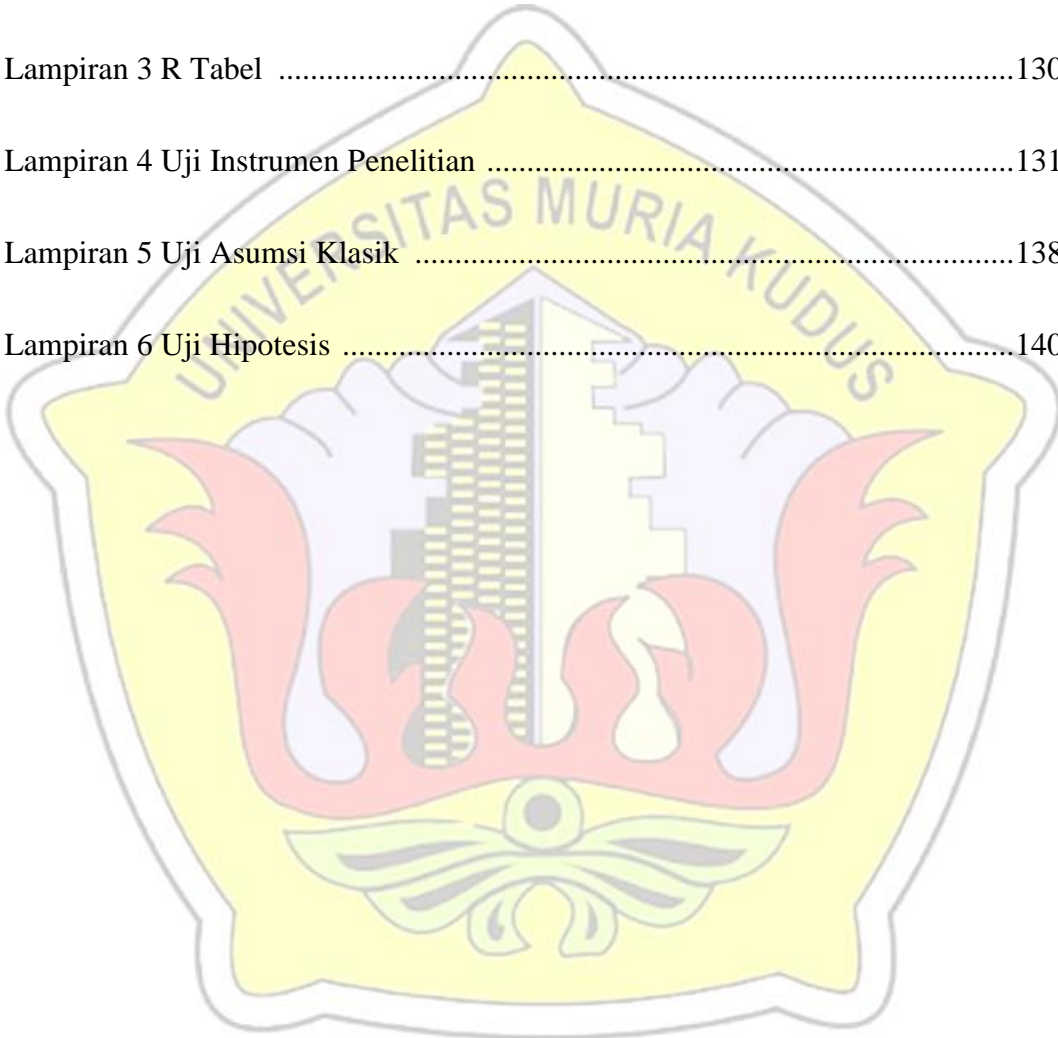 Lampiran 3 R Tabel ..........................................................................................130
Lampiran 4 Uji Instrumen Penelitian ................................................................131
UNIVERSITAS MURIA KUDUS
Lampiran 5 Uji Asumsi Klasik .........................................................................138
Lampiran 6 Uji Hipotesis ..................................................................................140